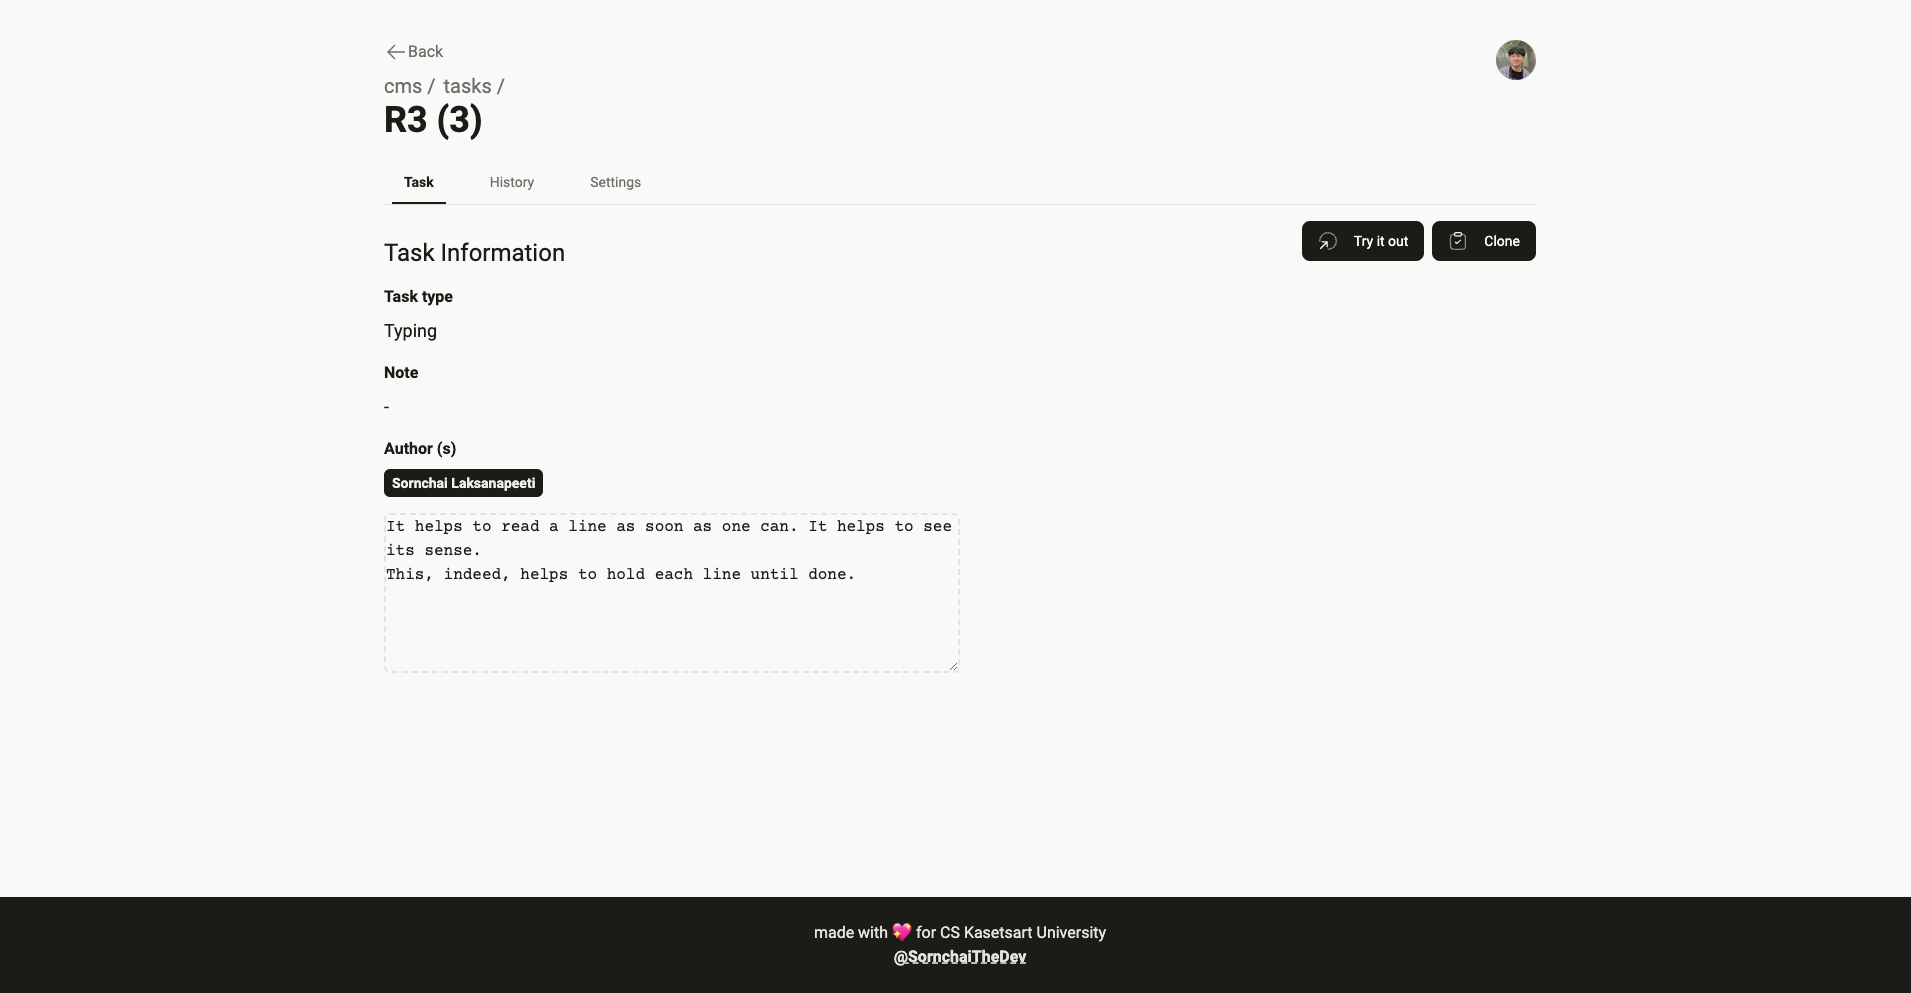 Back
cms / tasks /
R3 (3)
Task History Settings
Try it out Clone
Task Information
Task type
Typing
Note
-
Author (s)
Sornchai Laksanapeeti
It helps to read a line as soon as one can. It helps to see
its sense.
This, indeed, helps to hold each line until done.
made with 💖 for CS Kasetsart University
@SornchaiTheDev